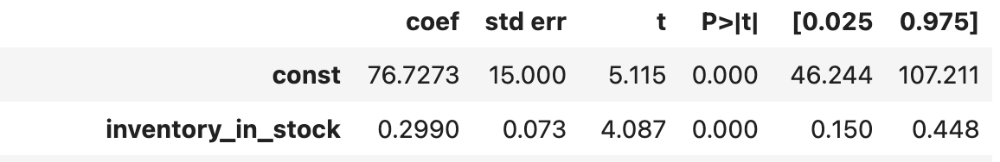 coef std err t P>|t| [0.025 0.975]
const 76.7273 15.000 5.115 0.000 46.244 107.211
inventory_in_stock 0.2990 0.073 4.087 0.000 0.150 0.448